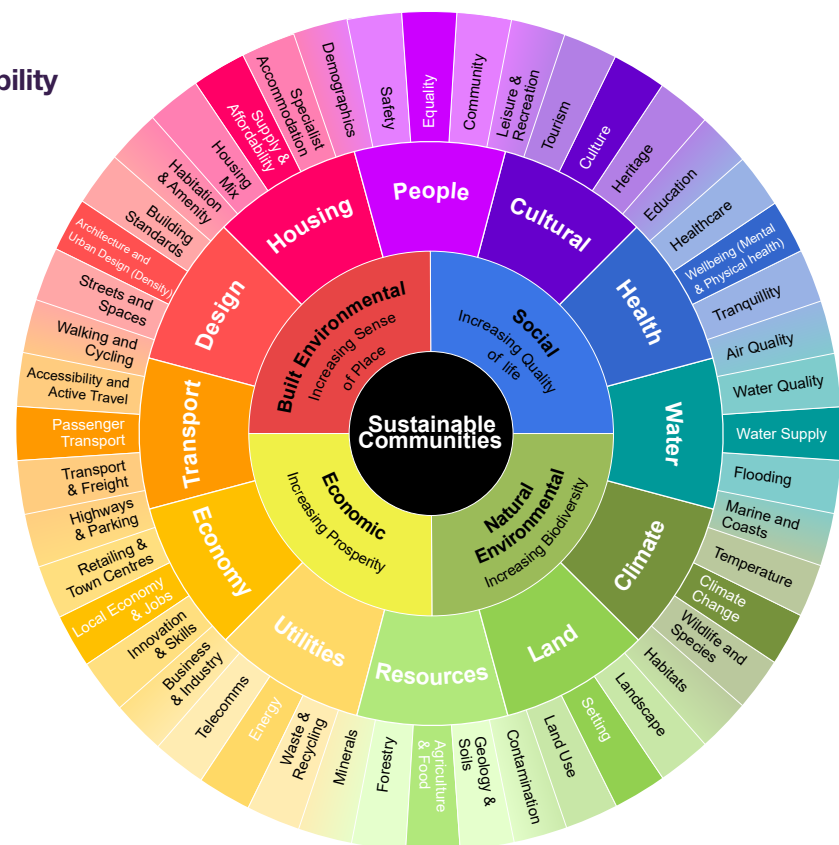 bility
Sustainable
Communities
Built Environmental
Increasing Sense
of Place
Social
Increasing Quality
of life
Natural
Environmental
Increasing Biodiversity
Economic
Increasing Prosperity
People
Cultural
Health
Water
Climate
Land
Resources
Utilities
Economy
Transport
Design
Housing
Equality
Community
Leisure &
Recreation
Tourism
Culture
Heritage
Education
Healthcare
Wellbeing (Mental
& Physical health)
Tranquillity
Air Quality
Water Quality
Water Supply
Flooding
Marine and
Coasts
Temperature
Climate
Change
Wildlife and
Species
Habitats
Landscape
Setting
Land Use
Contamination
Geology &
Soils
Agriculture
& Food
Forestry
Minerals
Waste &
Recycling
Energy
Telecomms
Business
& Industry
Innovation
& Skills
Local Economy
& Jobs
Retailing &
Town Centres
Highways
& Parking
Transport
& Freight
Passenger
Transport
Accessibility and
Active Travel
Walking and
Cycling
Streets and
Spaces
Architecture and
Urban Design (Density)
Building
Standards
Habitation
& Amenity
Housing
Mix
Supply &
Affordability
Specialist
Accommodation
Demographics
Safety